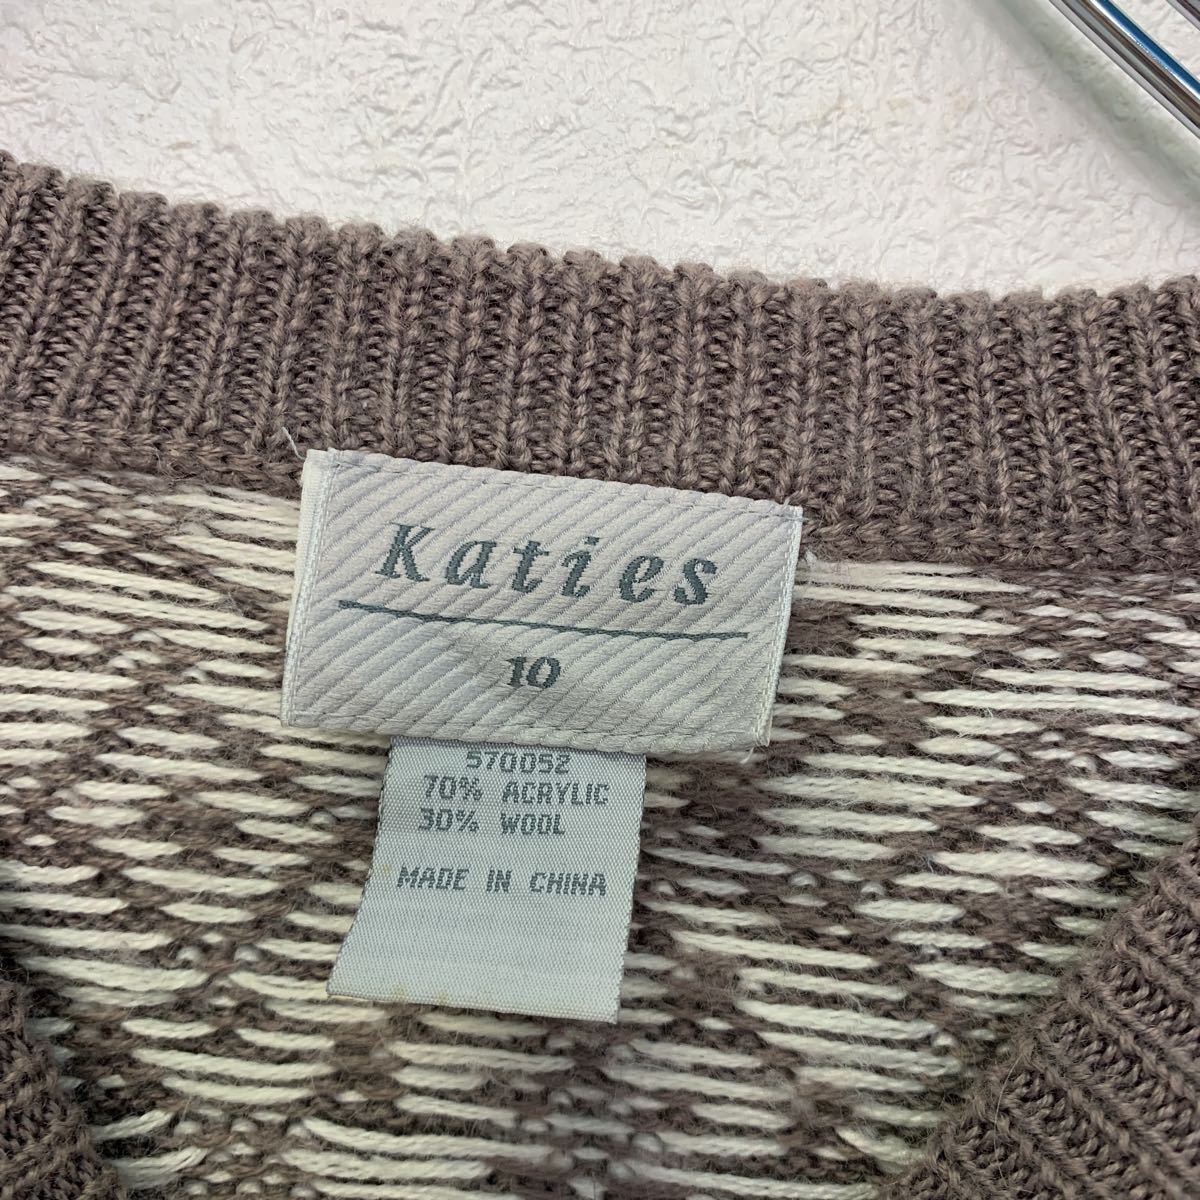 Katies
10
570052
70% ACRYLIC
30% WOOL
MADE IN CHINA